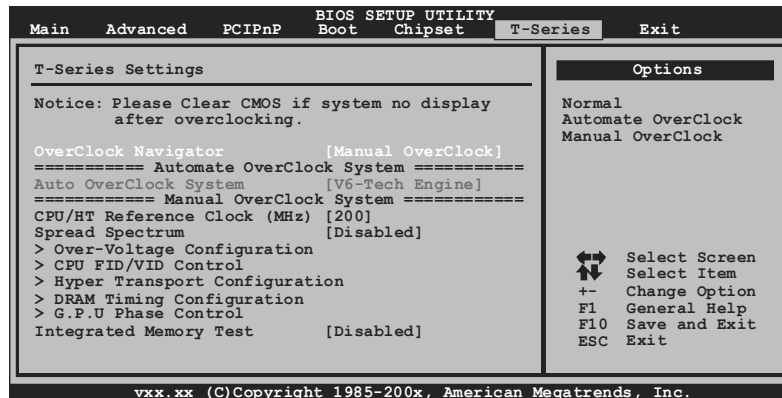 BIOS SETUP UTILITY
Main Advanced PCIPnP Boot Chipset T-Series Exit
T-Series Settings
Notice: Please Clear CMOS if system no display
after overclocking.
OverClock Navigator [Manual OverClock]
=========== Automate OverClock System ===========
Auto OverClock System [V6-Tech Engine]
============ Manual OverClock System ============
CPU/HT Reference Clock (MHz) [200]
Spread Spectrum [Disabled]
> Over-Voltage Configuration
> CPU FID/VID Control
> Hyper Transport Configuration
> DRAM Timing Configuration
> G.P.U Phase Control
Integrated Memory Test [Disabled]
Options
Normal
Automate OverClock
Manual OverClock
Select Screen
Select Item
+- Change Option
F1 General Help
F10 Save and Exit
ESC Exit
vxx.xx (C)Copyright 1985-200x, American Megatrends, Inc.